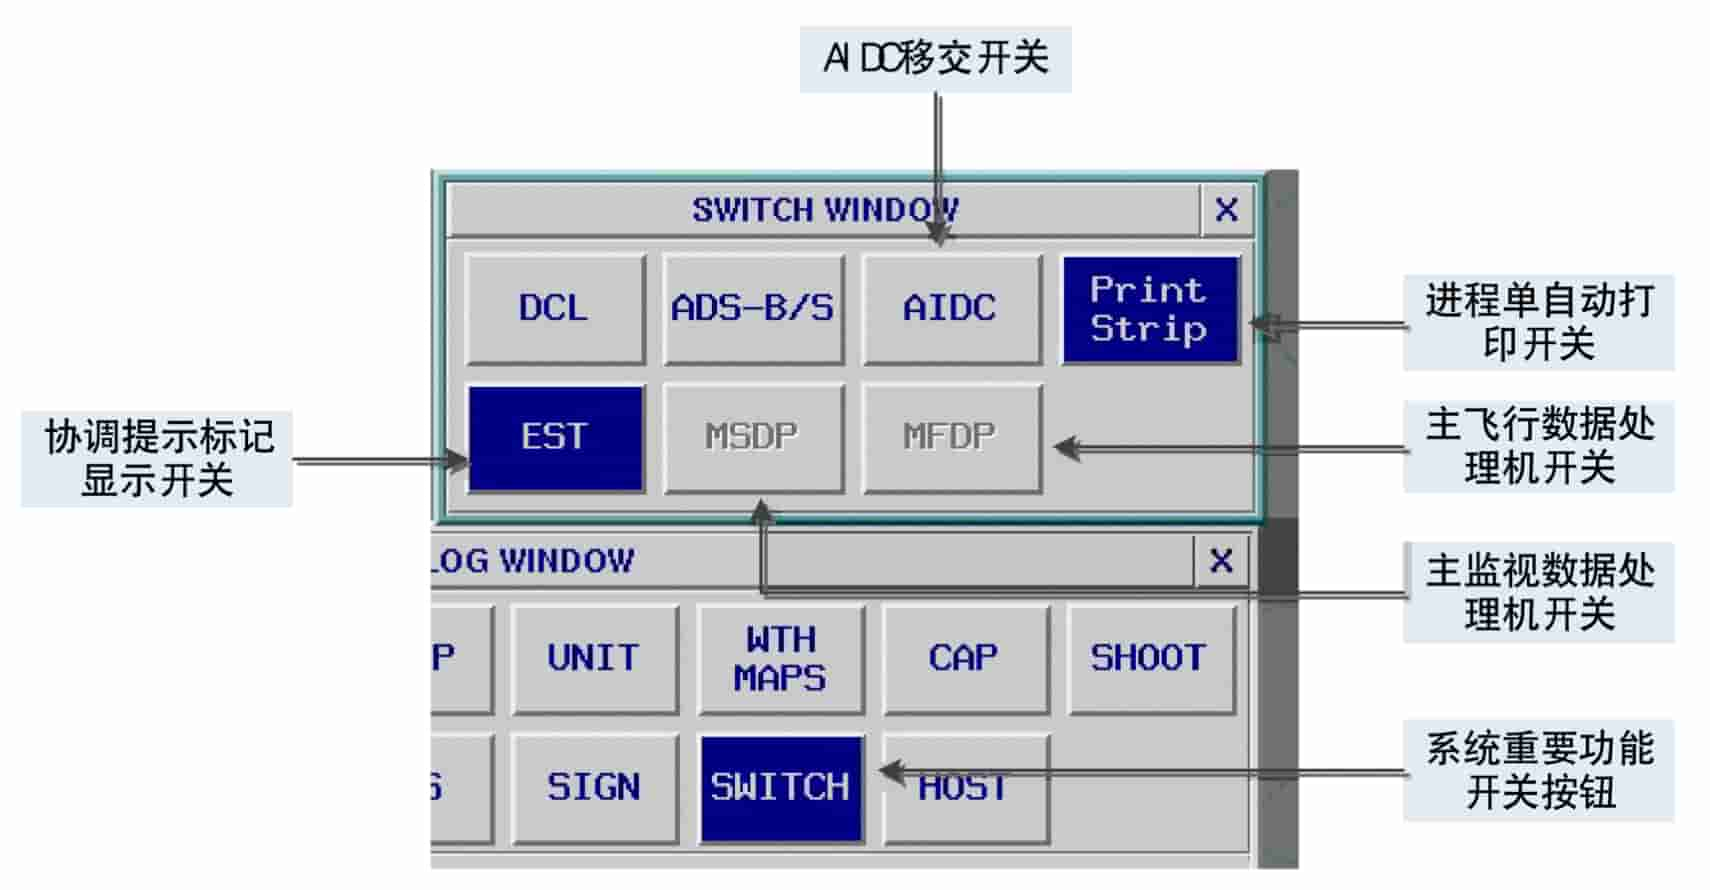 AIDC移交开关
SWITCH WINDOW X
DCL ADS-B/S AIDC Print
Strip
进程单自动打
印开关
EST MSDP MFDP
协调提示标记
显示开关
主飞行数据处
理机开关
LOG WINDOW X
主监视数据处
理机开关
P UNIT WTH
MAPS CAP SHOOT
SIGN SWITCH HOST
系统重要功能
开关按钮